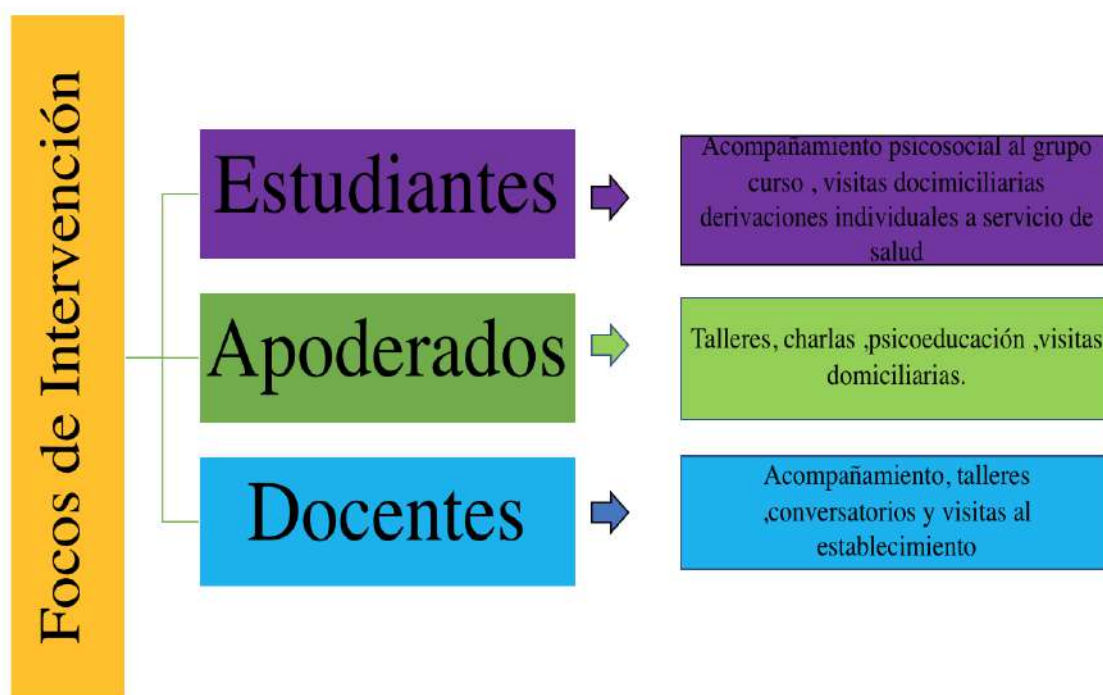 Focos de Intervención
Estudiantes
Acompañamiento psicosocial al grupo
curso , visitas docimiciliarias
derivaciones individuales a servicio de
salud
Apoderados
Talleres, charlas ,psicoeducación ,visitas
domiciliarias.
Docentes
Acompañamiento, talleres
,conversatorios y visitas al
establecimiento